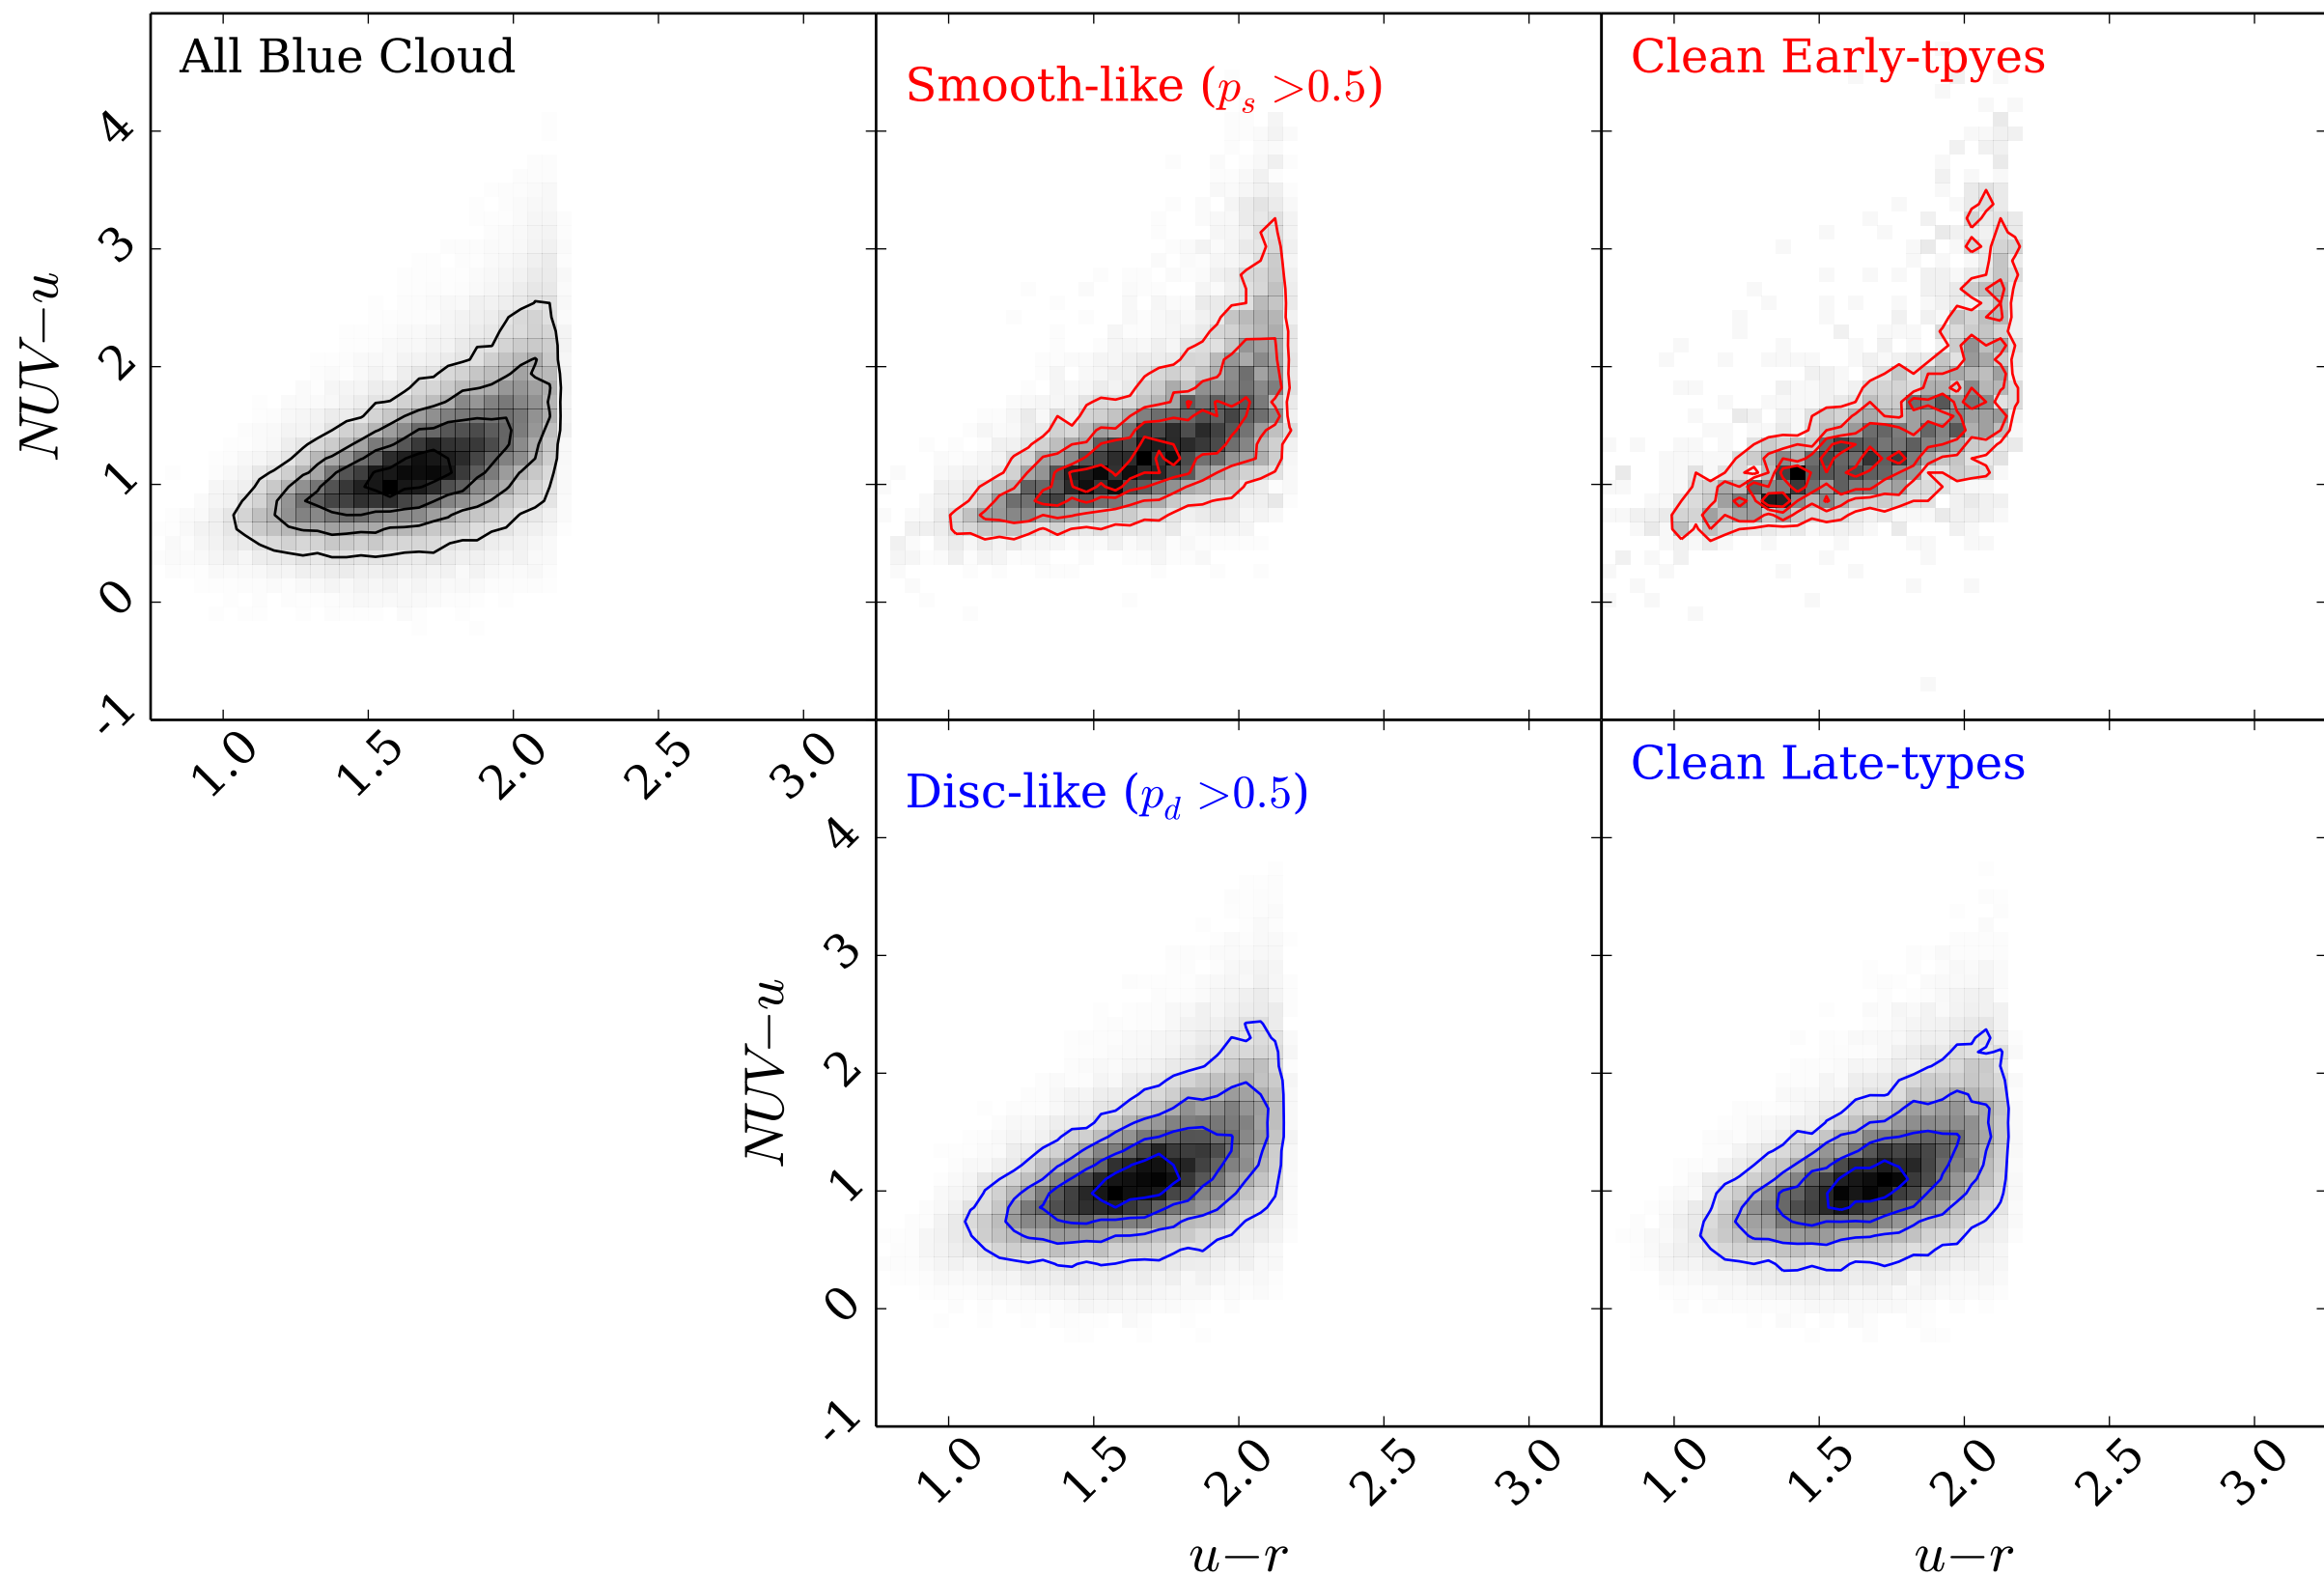 All Blue Cloud
Smooth-like (p_s >0.5)
Clean Early-tpyes
NUV−u
4
3
2
1
0
-1
1.0 1.5 2.0 2.5 3.0
Disc-like (p_d >0.5)
Clean Late-types
NUV−u
4
3
2
1
0
-1
1.0 1.5 2.0 2.5 3.0
1.0 1.5 2.0 2.5 3.0
u−r
u−r